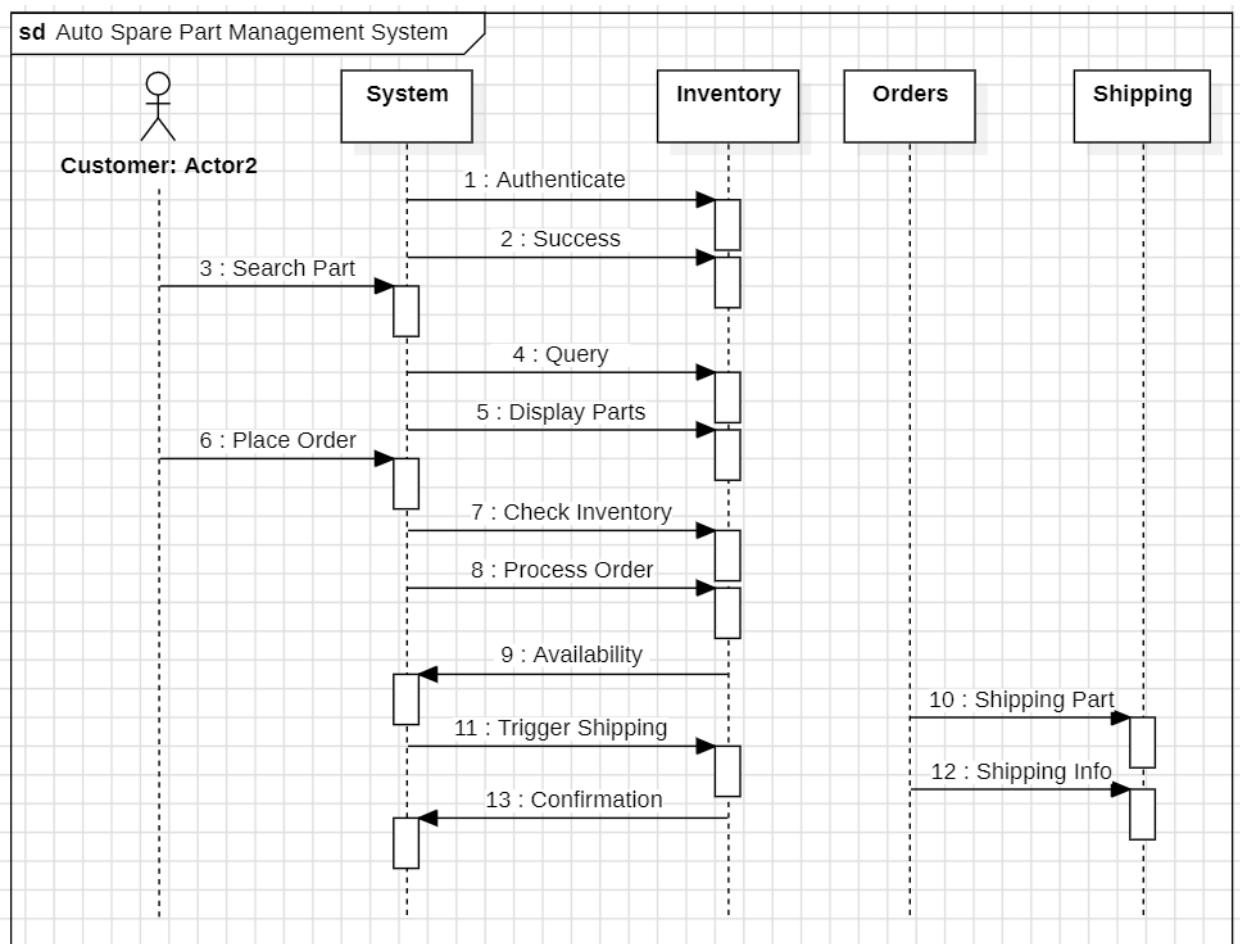 sd Auto Spare Part Management System
System
Inventory
Orders
Shipping
Customer: Actor2
1 : Authenticate
2 : Success
3 : Search Part
4 : Query
5 : Display Parts
6 : Place Order
7 : Check Inventory
8 : Process Order
9 : Availability
10 : Shipping Part
11 : Trigger Shipping
12 : Shipping Info
13 : Confirmation